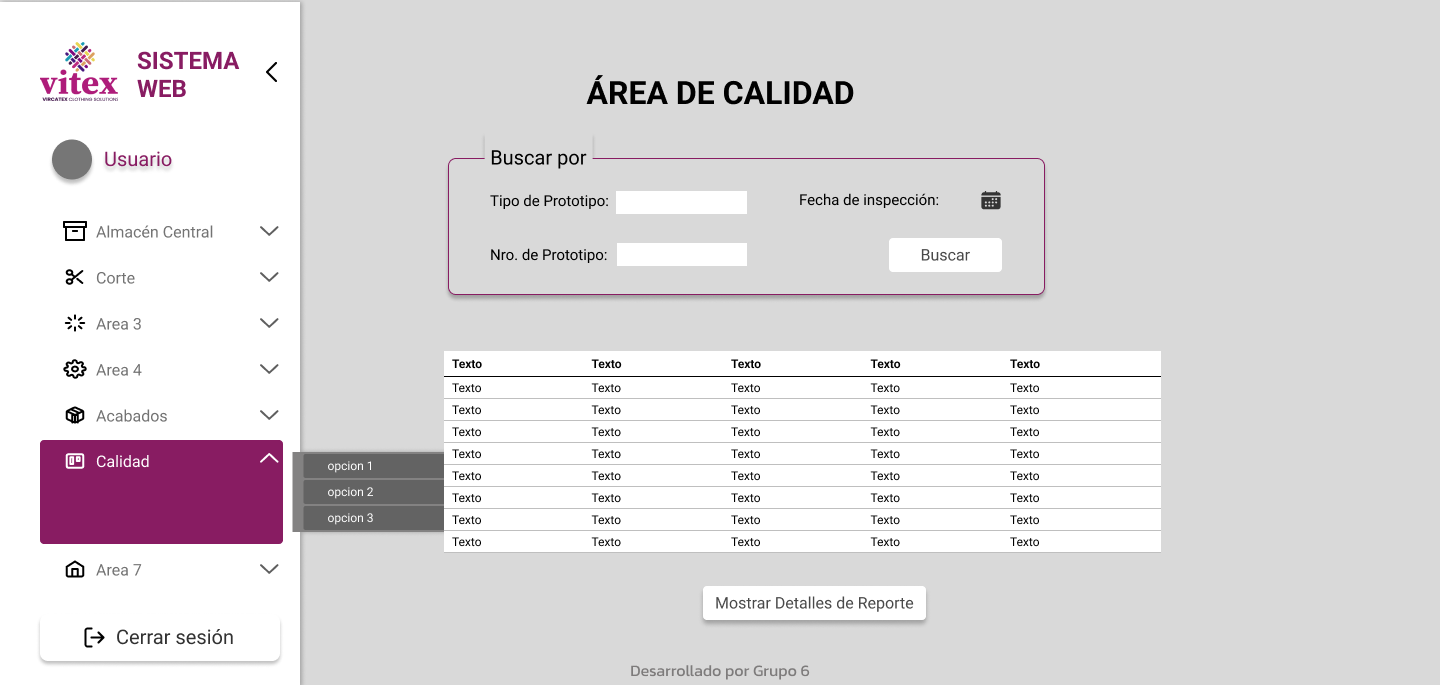 vitex
VIRCATEX CLOTHING SOLUTIONS
SISTEMA
WEB
Usuario
Almacén Central
Corte
Area 3
Area 4
Acabados
Calidad
opcion 1
opcion 2
opcion 3
Area 7
Cerrar sesión
ÁREA DE CALIDAD
Buscar por
Tipo de Prototipo:
Fecha de inspección:
Nro. de Prototipo:
Buscar
Texto Texto Texto Texto Texto
Texto Texto Texto Texto Texto
Texto Texto Texto Texto Texto
Texto Texto Texto Texto Texto
Texto Texto Texto Texto Texto
Texto Texto Texto Texto Texto
Texto Texto Texto Texto Texto
Texto Texto Texto Texto Texto
Texto Texto Texto Texto Texto
Mostrar Detalles de Reporte
Desarrollado por Grupo 6